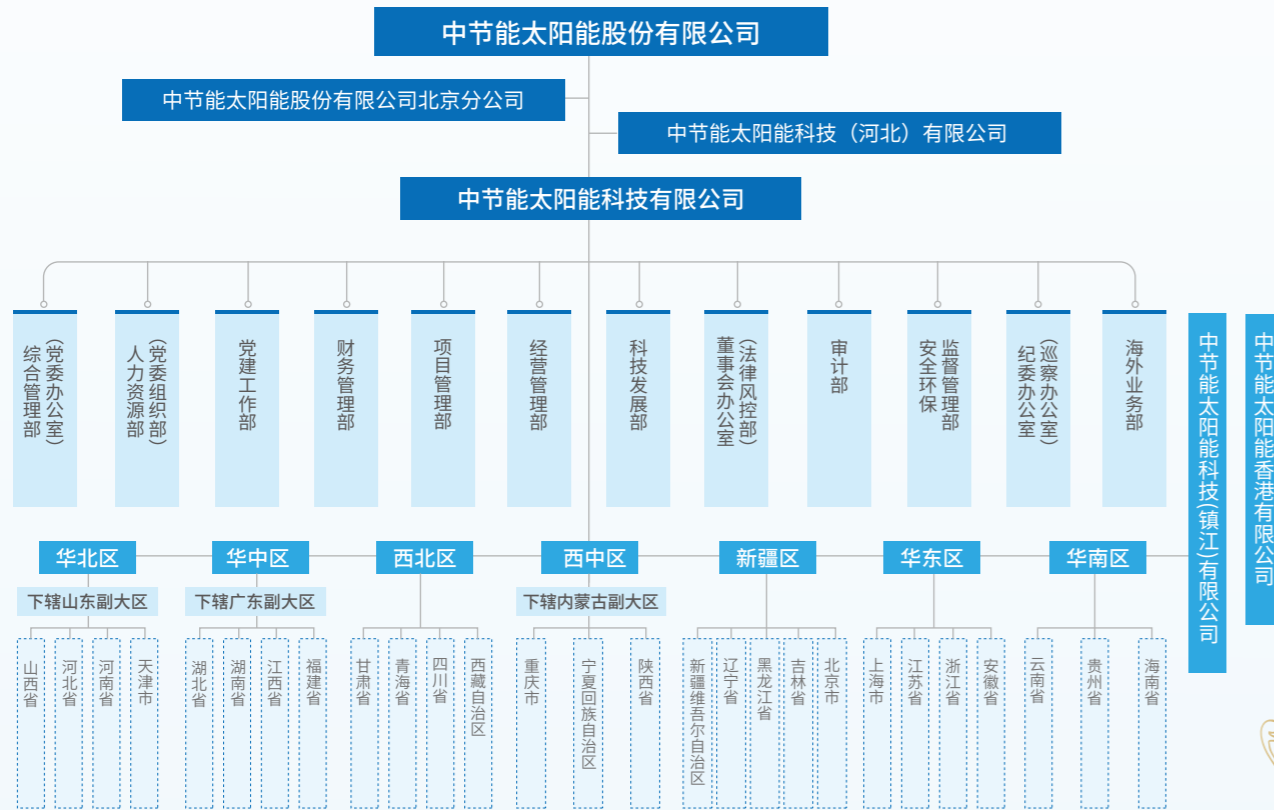 中节能太阳能股份有限公司
中节能太阳能股份有限公司北京分公司
中节能太阳能科技（河北）有限公司
中节能太阳能科技有限公司
（党委办公室）
综合管理部
（党委组织部）
人力资源部
党建工作部
财务管理部
项目管理部
经营管理部
科技发展部
（法律风控部）
董事会办公室
审计部
监督管理部
安全环保
（巡察办公室）
纪委办公室
海外业务部
中节能太阳能科技(镇江)有限公司
中节能太阳能香港有限公司
华北区
华中区
西北区
西中区
新疆区
华东区
华南区
下辖山东副大区
下辖广东副大区
下辖内蒙古副大区
山西省
河北省
河南省
天津市
湖北省
湖南省
江西省
福建省
甘肃省
青海省
四川省
西藏自治区
重庆市
宁夏回族自治区
陕西省
新疆维吾尔自治区
辽宁省
黑龙江省
吉林省
北京市
上海市
江苏省
浙江省
安徽省
云南省
贵州省
海南省